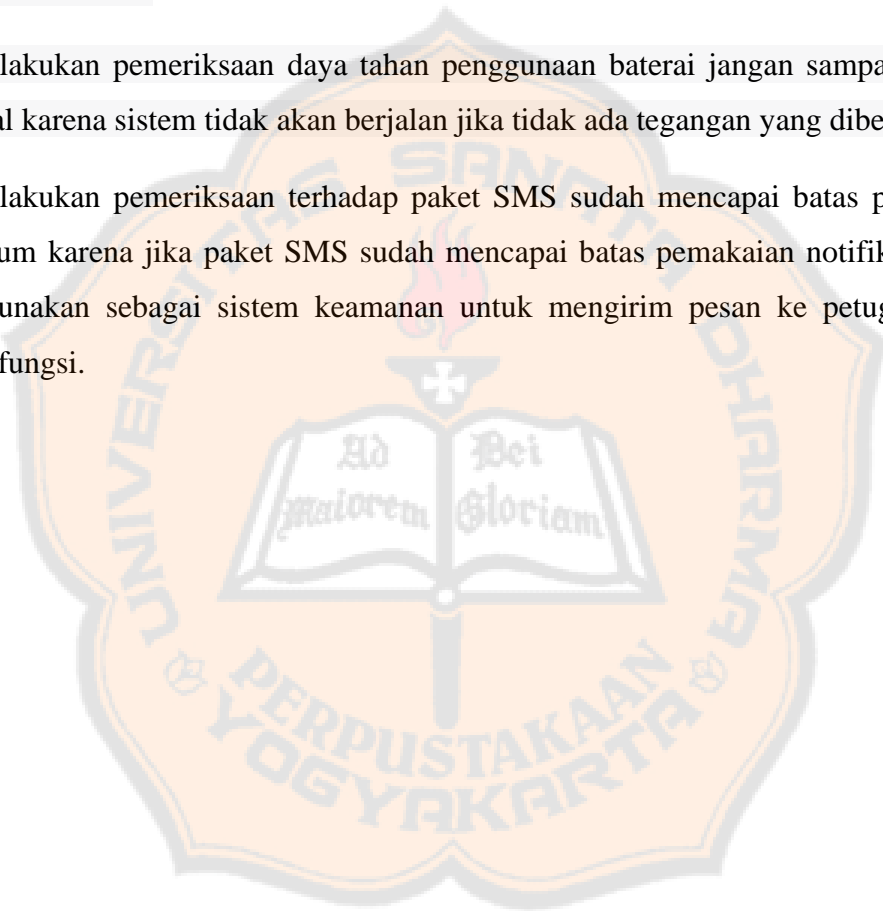 lakukan pemeriksaan daya tahan penggunaan baterai jangan sampa
al karena sistem tidak akan berjalan jika tidak ada tegangan yang dibe
lakukan pemeriksaan terhadap paket SMS sudah mencapai batas p
um karena jika paket SMS sudah mencapai batas pemakaian notifik
unakan sebagai sistem keamanan untuk mengirim pesan ke petug
fungsi.
UNIVERSITAS SANATA DHARMA
Ad Dei
maiorem Gloriam
PERPUSTAKAAN
YOGYAKARTA